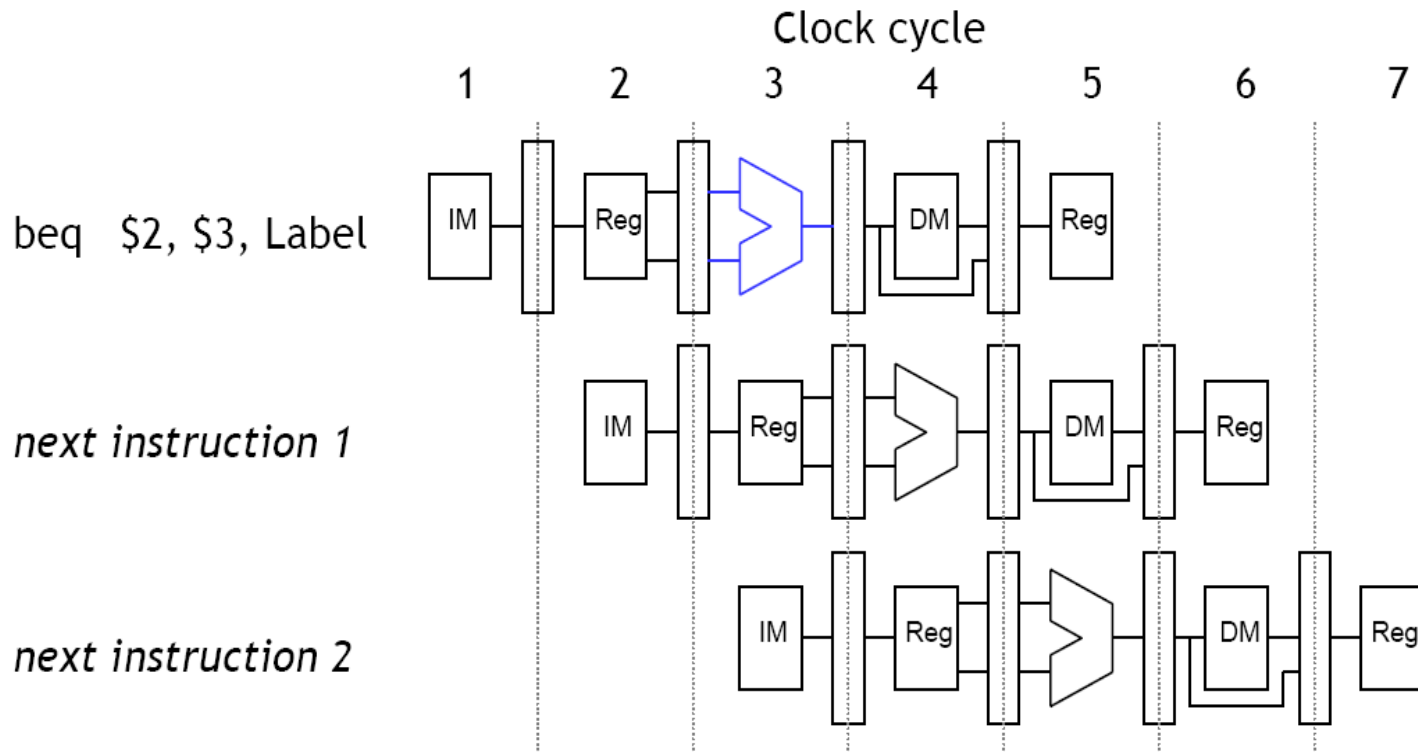 Clock cycle
1 2 3 4 5 6 7
beq $2, $3, Label IM Reg DM Reg
next instruction 1 IM Reg DM Reg
next instruction 2 IM Reg DM Reg